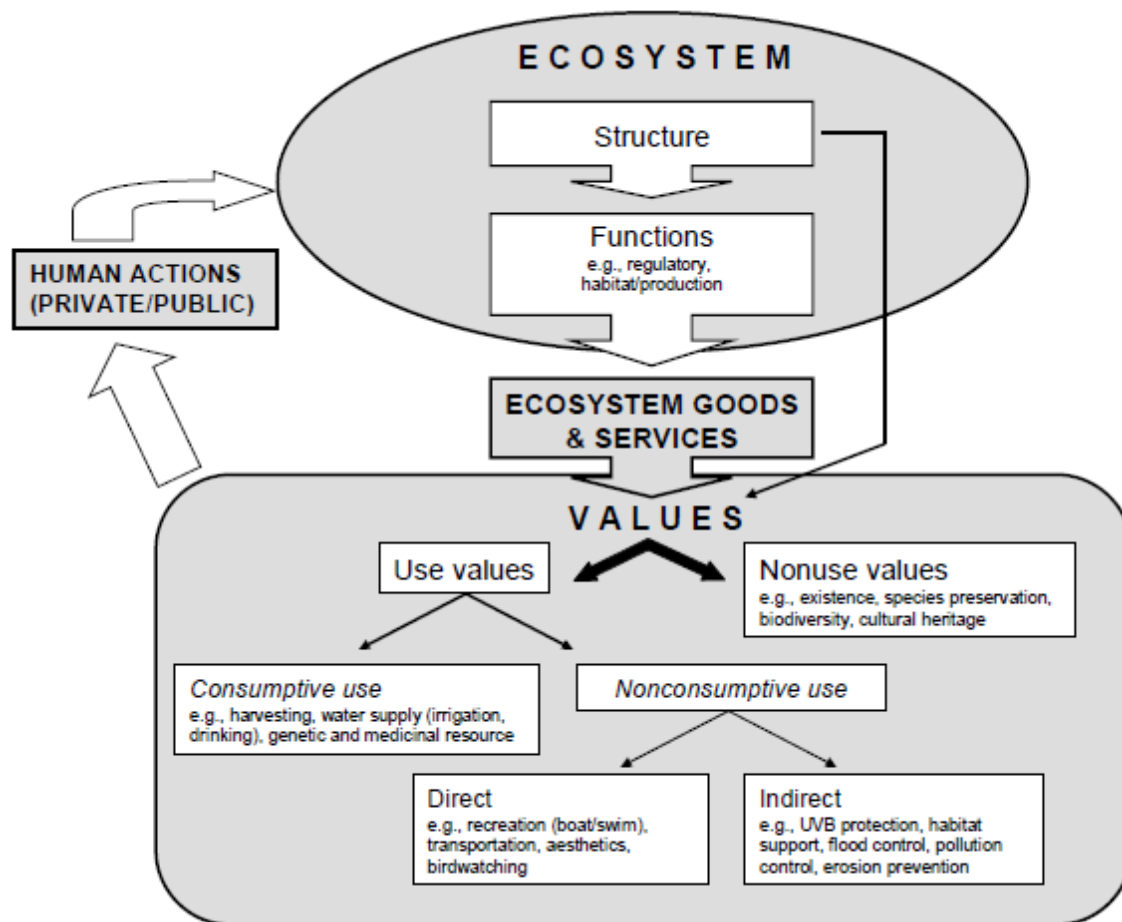 ECOSYSTEM
Structure
Functions
e.g., regulatory,
habitat/production
HUMAN ACTIONS
(PRIVATE/PUBLIC)
ECOSYSTEM GOODS
& SERVICES
VALUES
Use values
Nonuse values
e.g., existence, species preservation,
biodiversity, cultural heritage
Consumptive use
e.g., harvesting, water supply (irrigation,
drinking), genetic and medicinal resource
Nonconsumptive use
Direct
e.g., recreation (boat/swim),
transportation, aesthetics,
birdwatching
Indirect
e.g., UVB protection, habitat
support, flood control, pollution
control, erosion prevention